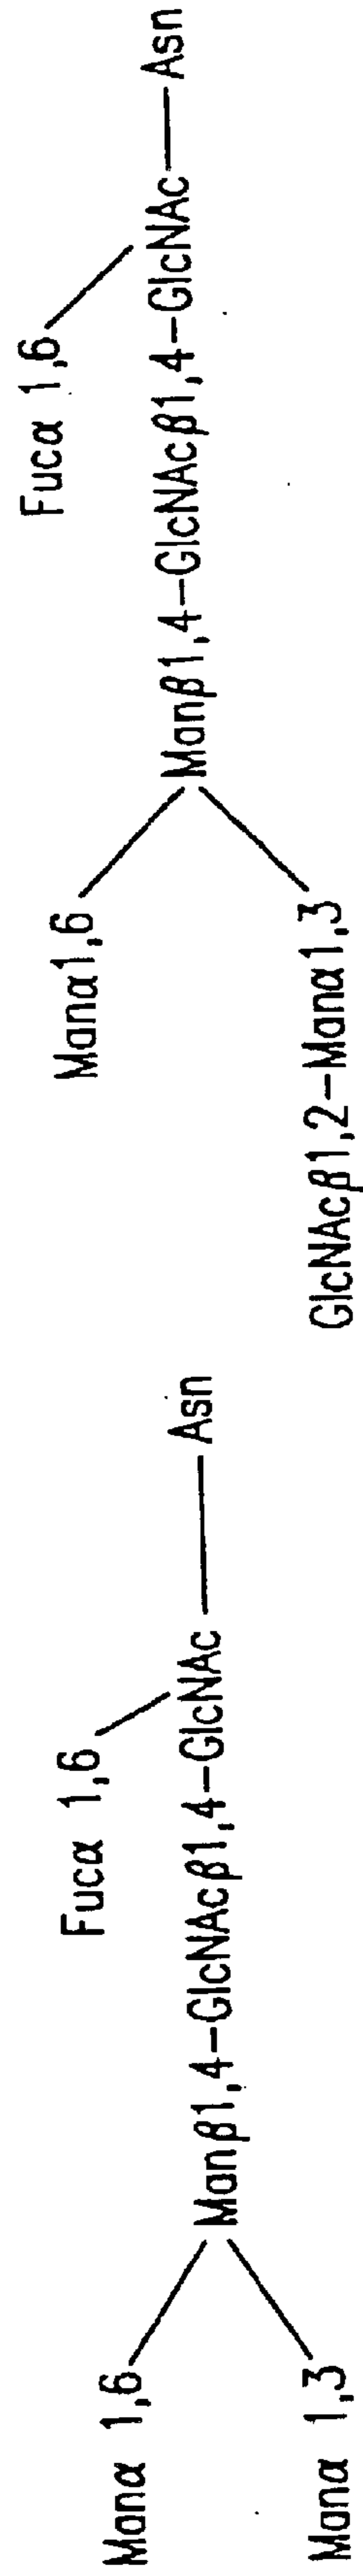 Fucα 1,6
Manα 1,6
Manβ1,4–GlcNAcβ1,4–GlcNAc — Asn
Manα 1,3
Fucα 1,6
Manα1,6
Manβ1,4–GlcNAcβ1,4–GlcNAc — Asn
GlcNAcβ1,2–Manα1,3